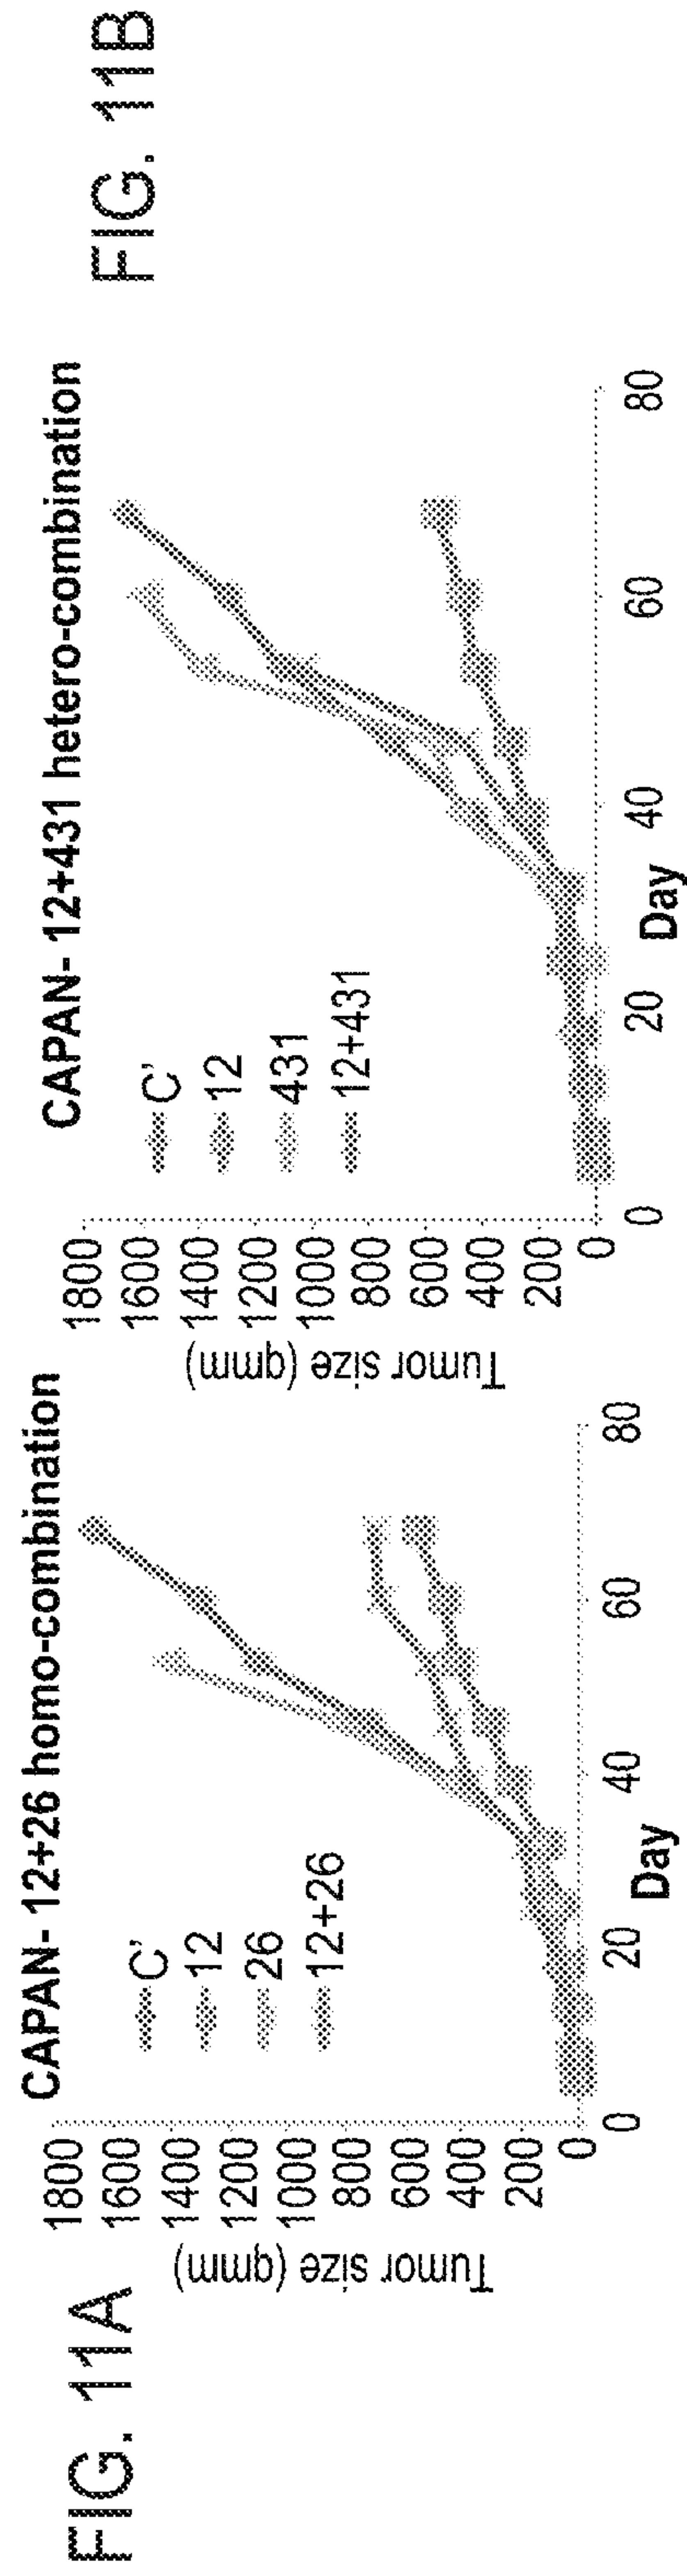 FIG. 11A
CAPAN- 12+26 homo-combination
Tumor size (qmm)
1800
1600
1400
1200
1000
800
600
400
200
0
C'
12
26
12+26
0 20 40 60 80
Day
FIG. 11B
CAPAN- 12+431 hetero-combination
Tumor size (qmm)
1800
1600
1400
1200
1000
800
600
400
200
0
C'
12
431
12+431
0 20 40 60 80
Day